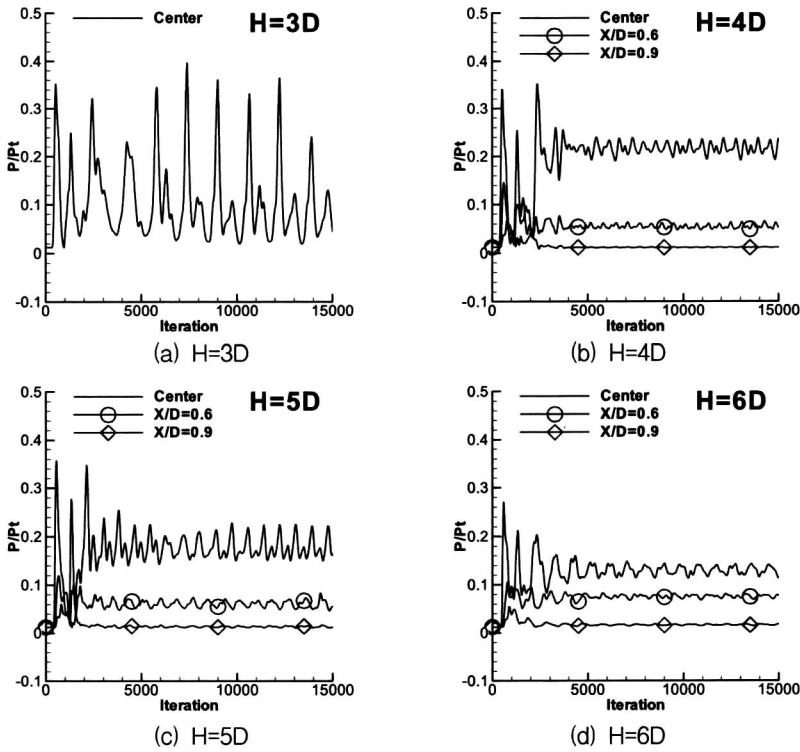 Center
H=3D
P/Pt
0.5
0.4
0.3
0.2
0.1
0
-0.1
0 5000 10000 15000
Iteration
(a) H=3D
Center
X/D=0.6
X/D=0.9
H=4D
P/Pt
0.5
0.4
0.3
0.2
0.1
0
-0.1
0 5000 10000 15000
Iteration
(b) H=4D
Center
X/D=0.6
X/D=0.9
H=5D
P/Pt
0.5
0.4
0.3
0.2
0.1
0
-0.1
0 5000 10000 15000
Iteration
(c) H=5D
Center
X/D=0.6
X/D=0.9
H=6D
P/Pt
0.5
0.4
0.3
0.2
0.1
0
-0.1
0 5000 10000 15000
Iteration
(d) H=6D